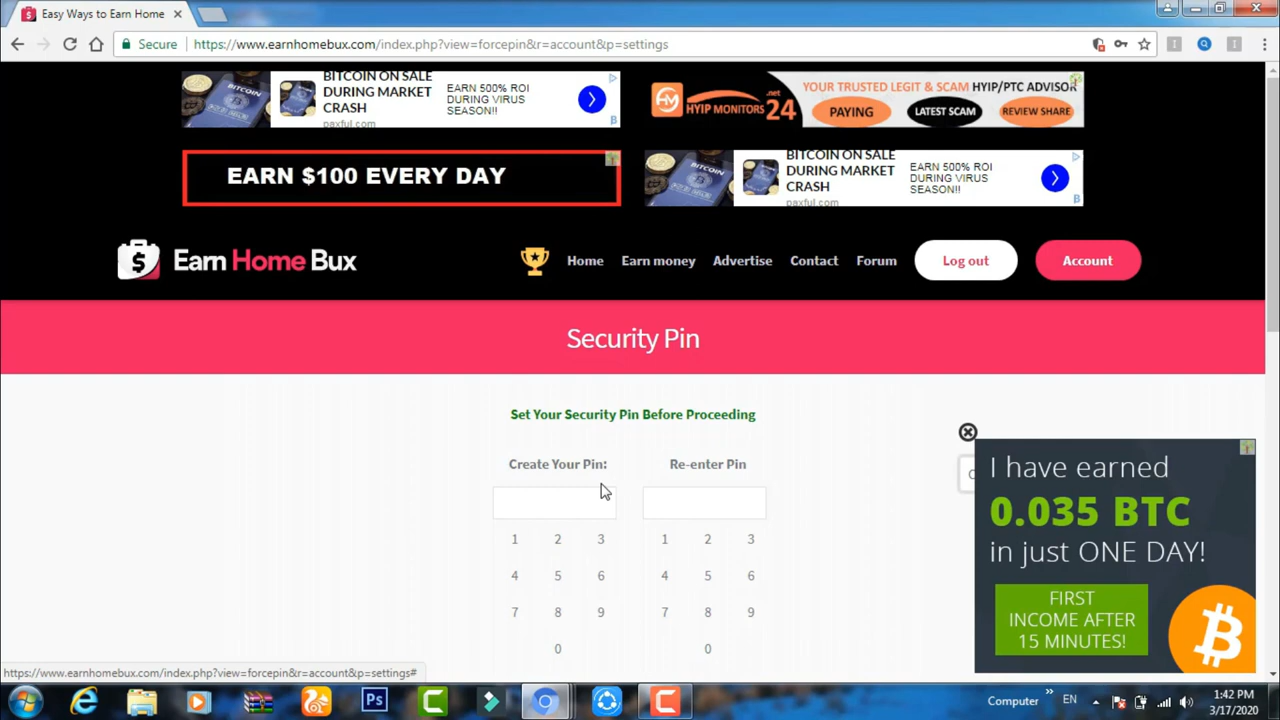 Easy Ways to Earn Home
Secure
https://www.earnhomebux.com/index.php?view=forcepin&r=account&p=settings
BITCOIN ON SALE
DURING MARKET
CRASH
paxful.com
EARN 500% ROI
DURING VIRUS
SEASON!!
HYIP MONITORS .net
24
YOUR TRUSTED LEGIT & SCAM HYIP/PTC ADVISOR
PAYING
LATEST SCAM
REVIEW SHARE
EARN $100 EVERY DAY
BITCOIN ON SALE
DURING MARKET
CRASH
paxful.com
EARN 500% ROI
DURING VIRUS
SEASON!!
Earn Home Bux
Home Earn money Advertise Contact Forum Log out Account
Security Pin
Set Your Security Pin Before Proceeding
Create Your Pin:
Re-enter Pin
1 2 3 1 2 3
4 5 6 4 5 6
7 8 9 7 8 9
0 0
I have earned
0.035 BTC
in just ONE DAY!
FIRST
INCOME AFTER
15 MINUTES!
https://www.earnhomebux.com/index.php?view=forcepin&r=account&p=settings#
Ps
Computer
EN
1:42 PM
3/17/2020